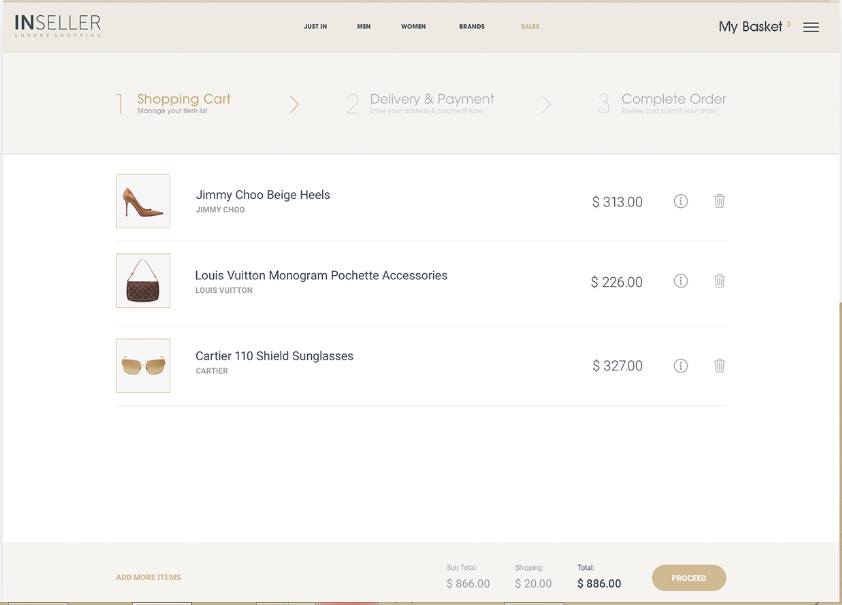 INSELLER
LUXURY SHOPPING
JUST IN
MEN
WOMEN
BRANDS
SALES
My Basket 3
1 Shopping Cart
Manage your item list
2 Delivery & Payment
Enter your address & payment type
3 Complete Order
Review and submit your order
Jimmy Choo Beige Heels
JIMMY CHOO
$ 313.00
Louis Vuitton Monogram Pochette Accessories
LOUIS VUITTON
$ 226.00
Cartier 110 Shield Sunglasses
CARTIER
$ 327.00
ADD MORE ITEMS
Sub Total:
$ 866.00
Shipping:
$ 20.00
Total:
$ 886.00
PROCEED